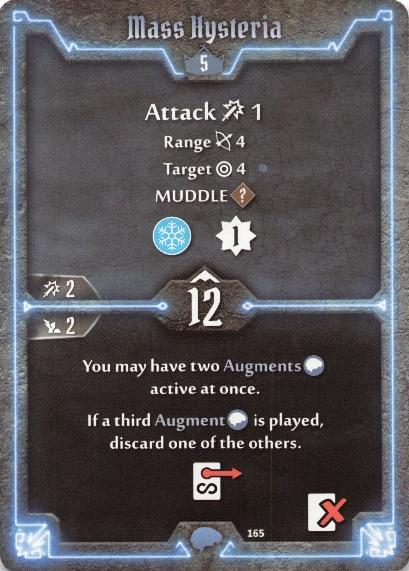 Mass Hysteria
5
Attack 1
Range 4
Target 4
MUDDLE ?
1
2
12
2
You may have two Augments
active at once.
If a third Augment is played,
discard one of the others.
S
165